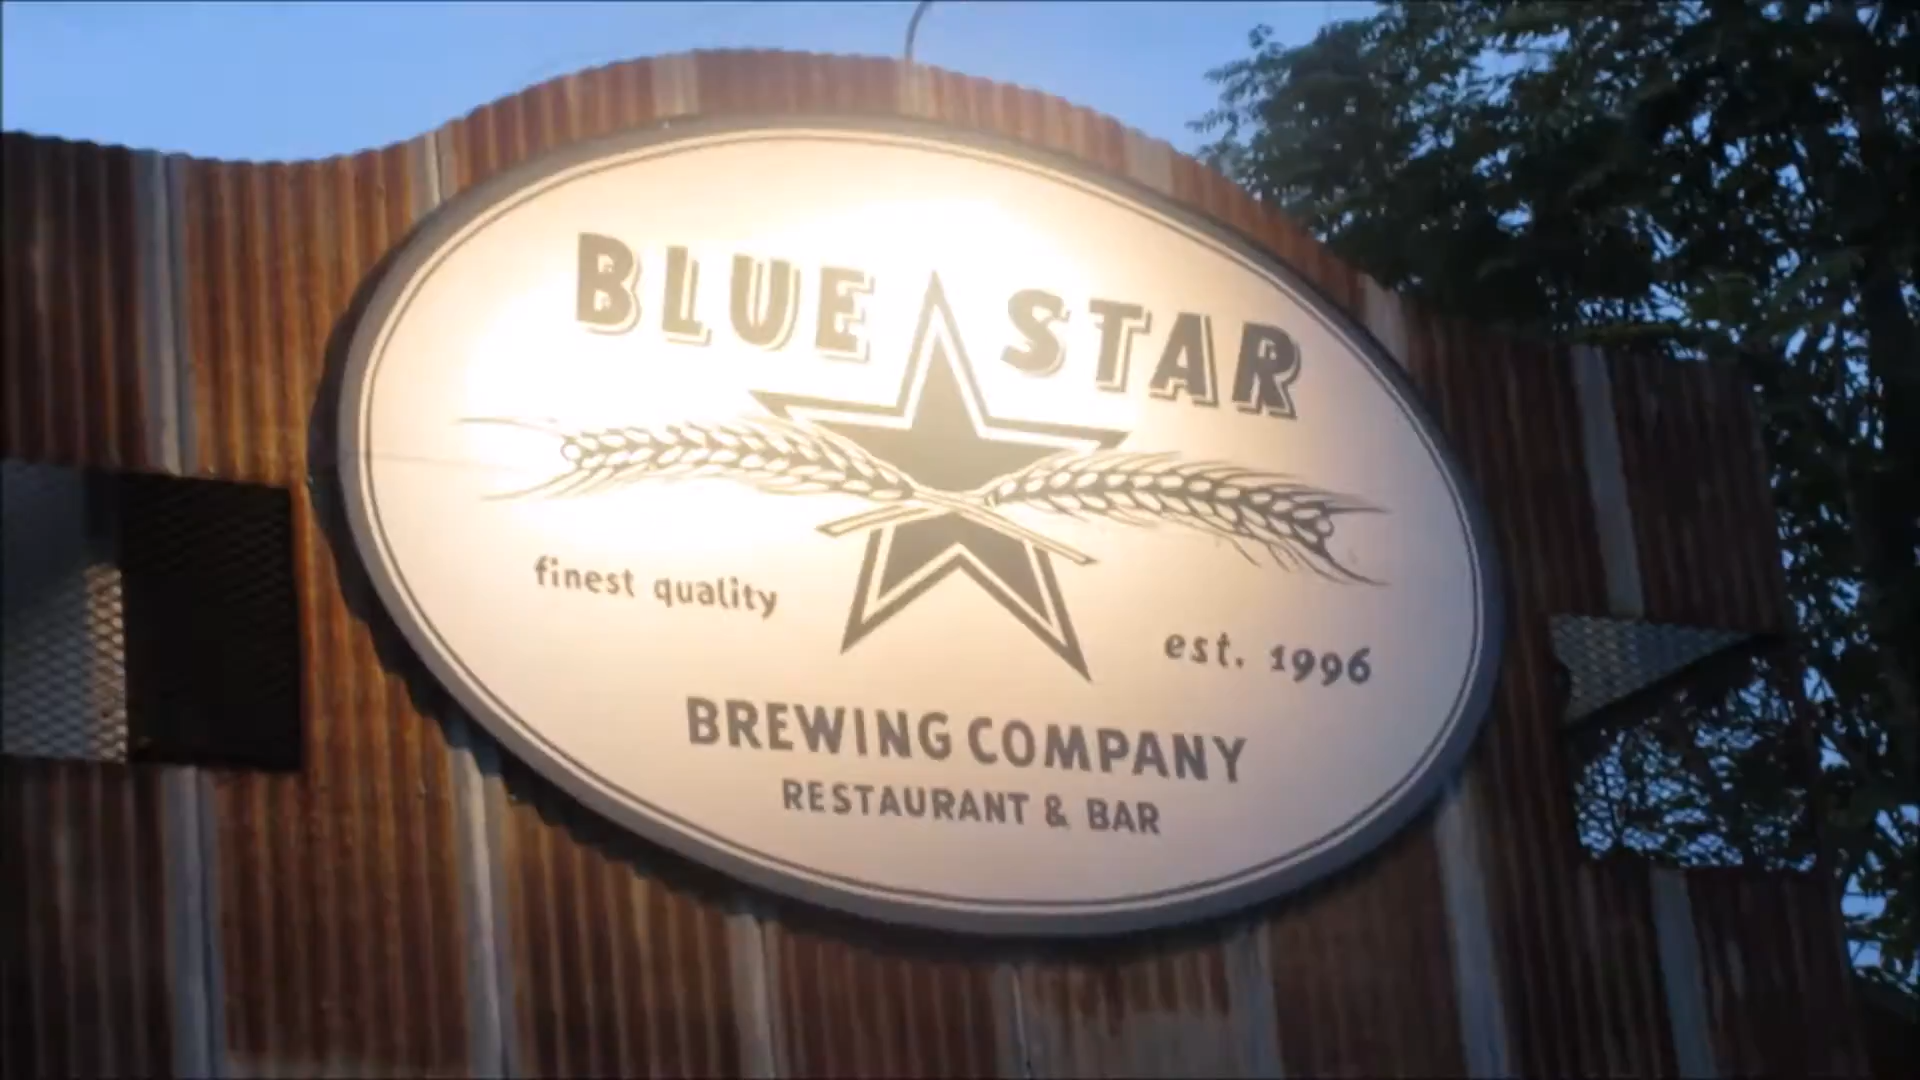 BLUE STAR
finest quality
est. 1996
BREWING COMPANY
RESTAURANT & BAR